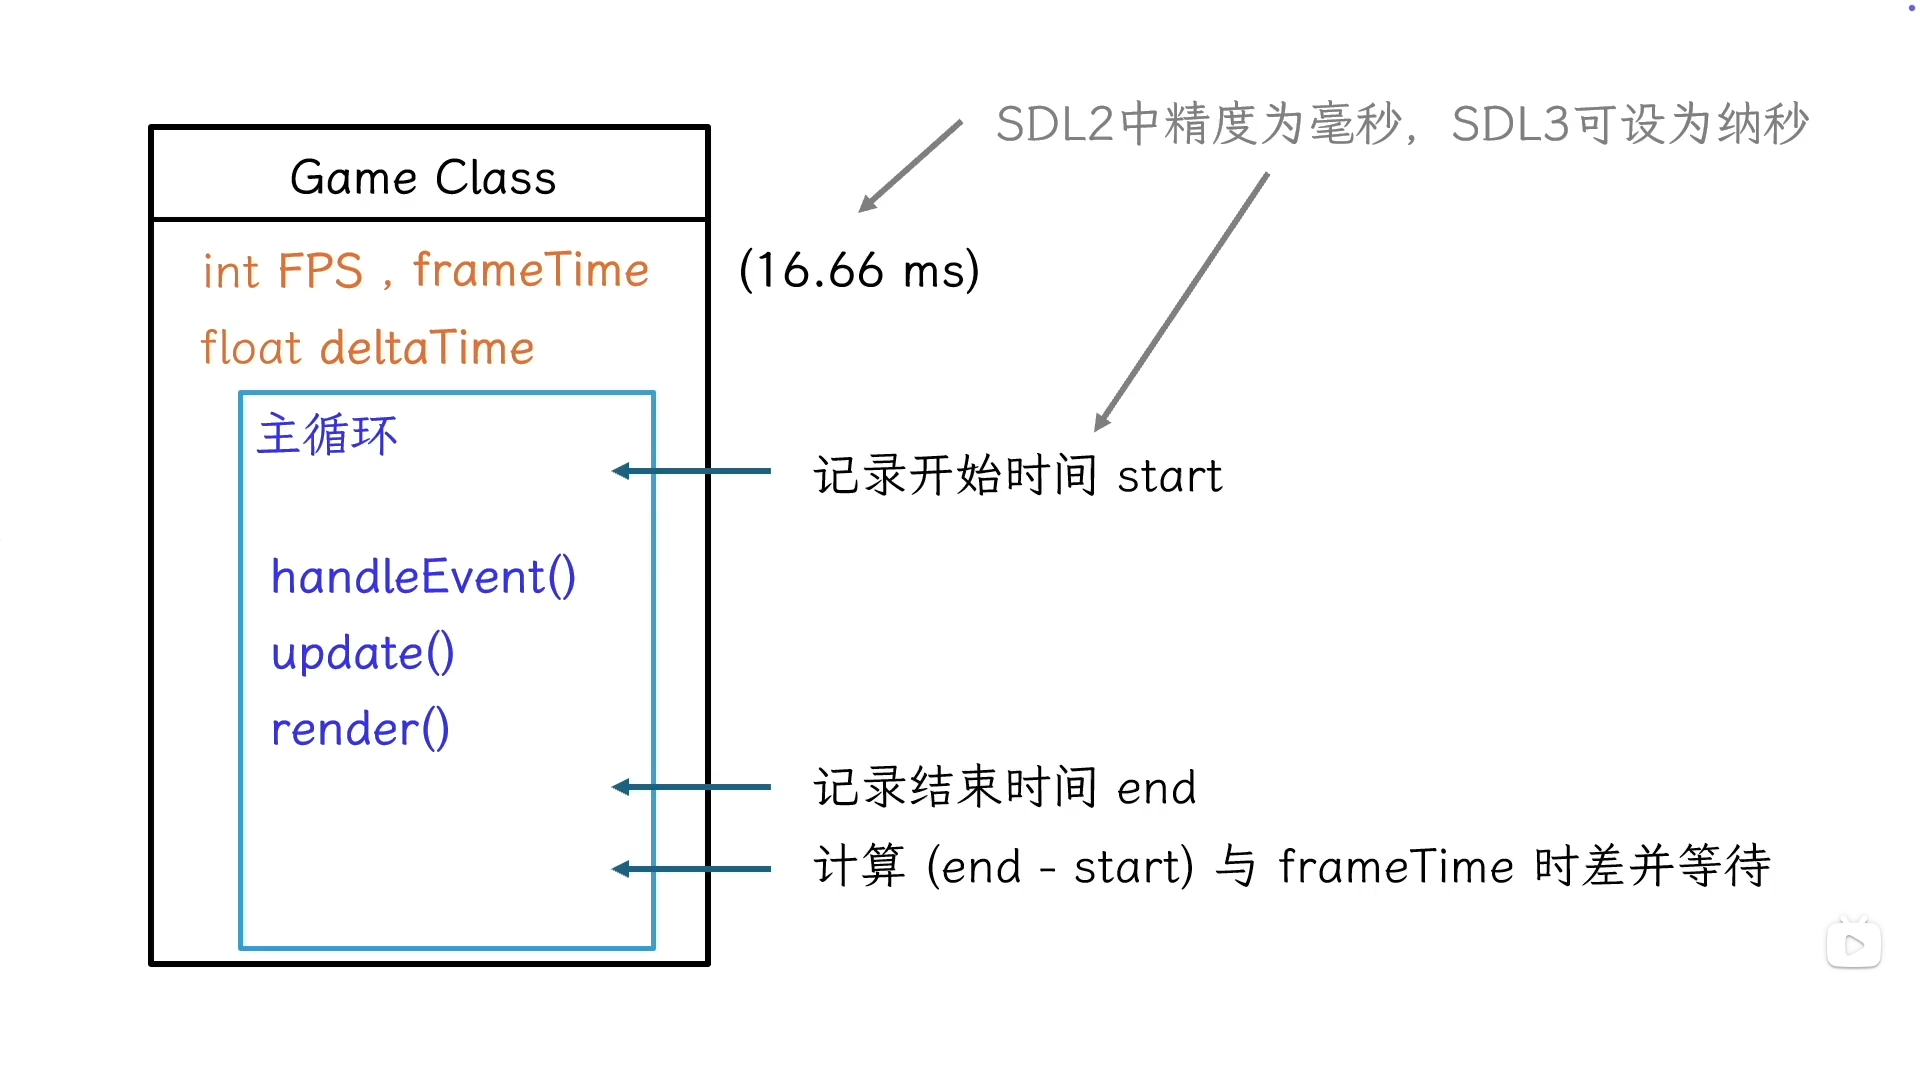 SDL2中精度为毫秒，SDL3可设为纳秒
Game Class
int FPS , frameTime
(16.66 ms)
float deltaTime
主循环
记录开始时间 start
handleEvent()
update()
render()
记录结束时间 end
计算 (end - start) 与 frameTime 时差并等待